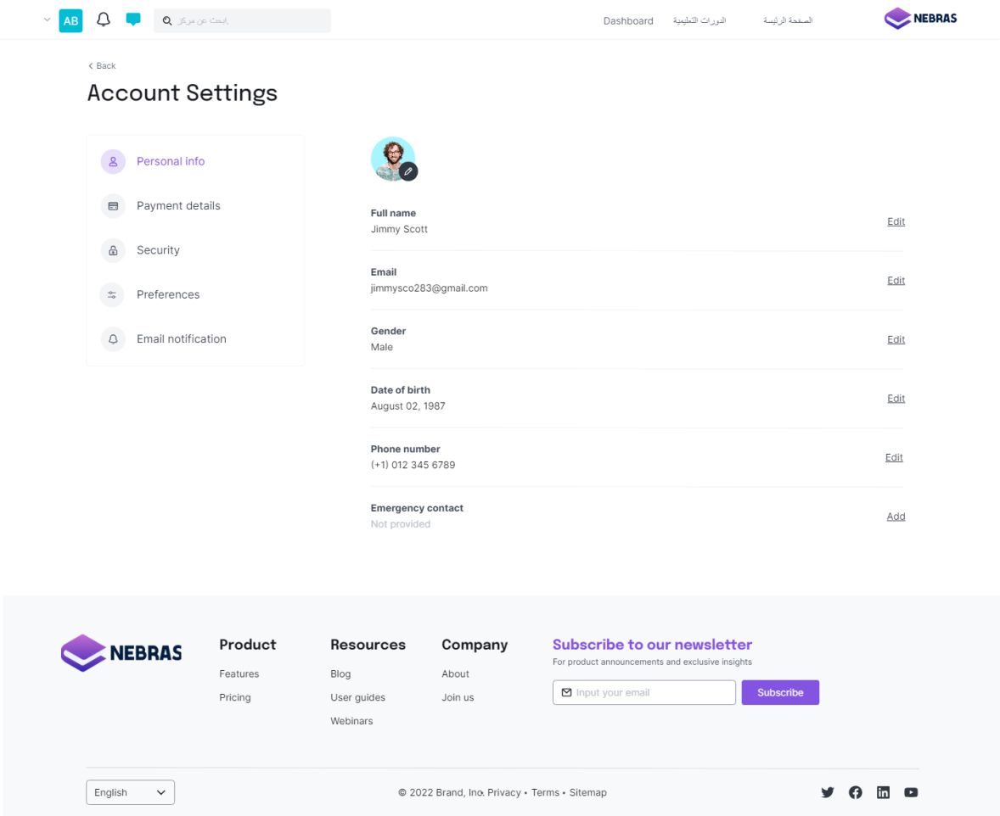 AB
ابحث عن مركز.
Dashboard
الدورات التعليمية
الصفحة الرئيسة
NEBRAS
Back
Account Settings
Personal info
Payment details
Security
Preferences
Email notification
Full name
Jimmy Scott
Edit
Email
jimmysco283@gmail.com
Edit
Gender
Male
Edit
Date of birth
August 02, 1987
Edit
Phone number
(+1) 012 345 6789
Edit
Emergency contact
Not provided
Add
NEBRAS
Product
Features
Pricing
Resources
Blog
User guides
Webinars
Company
About
Join us
Subscribe to our newsletter
For product announcements and exclusive insights
Input your email
Subscribe
English
© 2022 Brand, Inc. Privacy • Terms • Sitemap